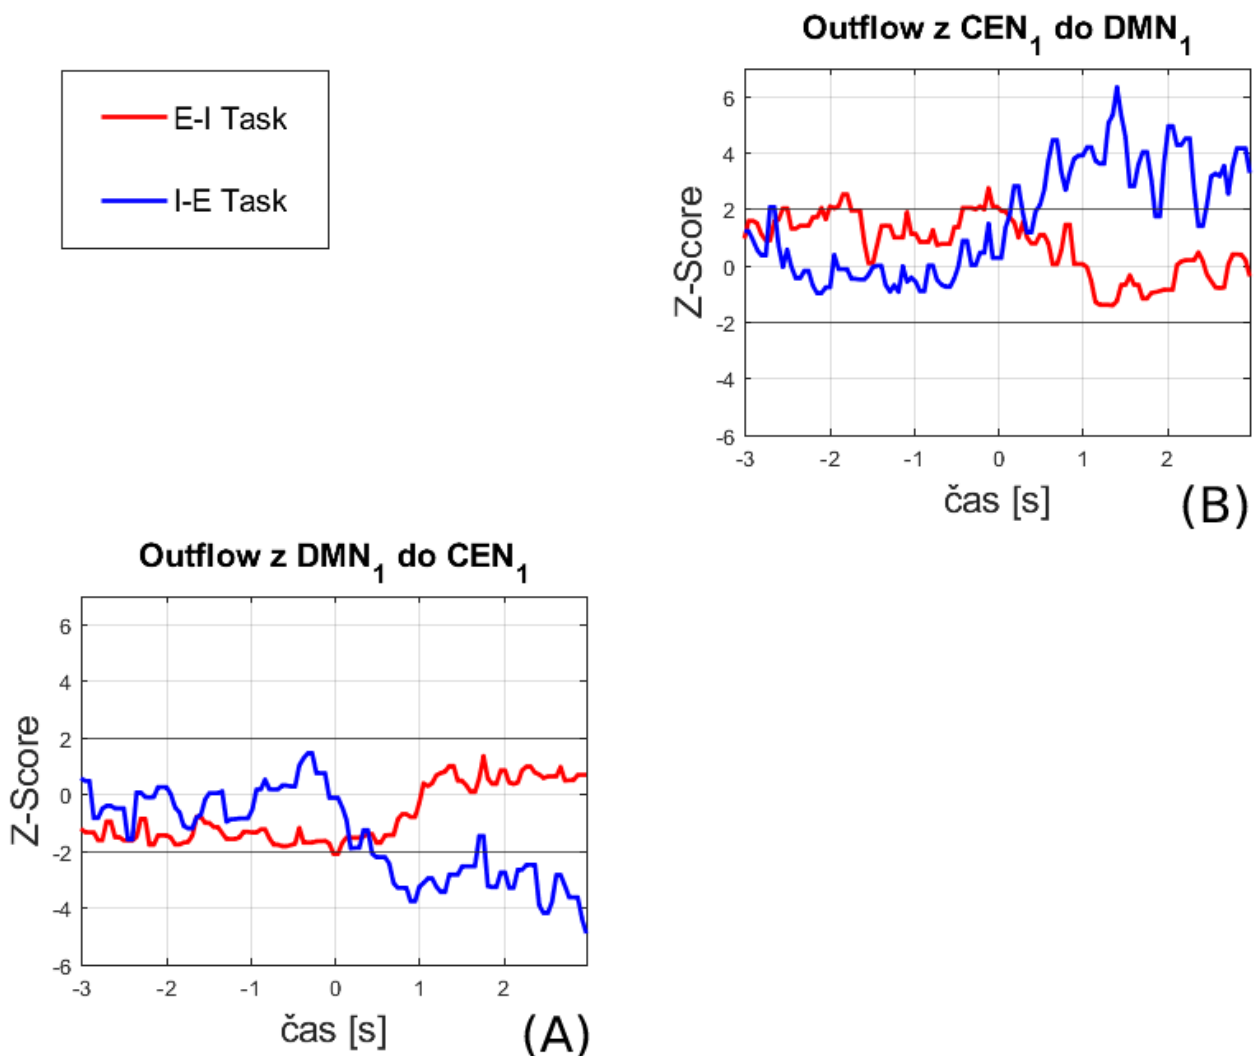 E-I Task
I-E Task
Outflow z CEN1 do DMN1
Z-Score
6
4
2
0
-2
-4
-6
-3 -2 -1 0 1 2
čas [s]
(B)
Outflow z DMN1 do CEN1
Z-Score
6
4
2
0
-2
-4
-6
-3 -2 -1 0 1 2
čas [s]
(A)